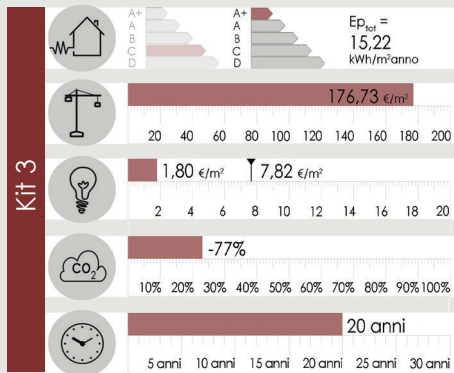 Kit 3
A+
A
B
C
D
A+
A
B
C
D
Ep tot =
15,22
kWh/m²anno
176,73 €/m²
20 40 60 80 100 120 140 160 180 200
1,80 €/m² 7,82 €/m²
2 4 6 8 10 12 14 16 18 20
CO2
-77%
10% 20% 30% 40% 50% 60% 70% 80% 90% 100%
20 anni
5 anni 10 anni 15 anni 20 anni 25 anni 30 anni